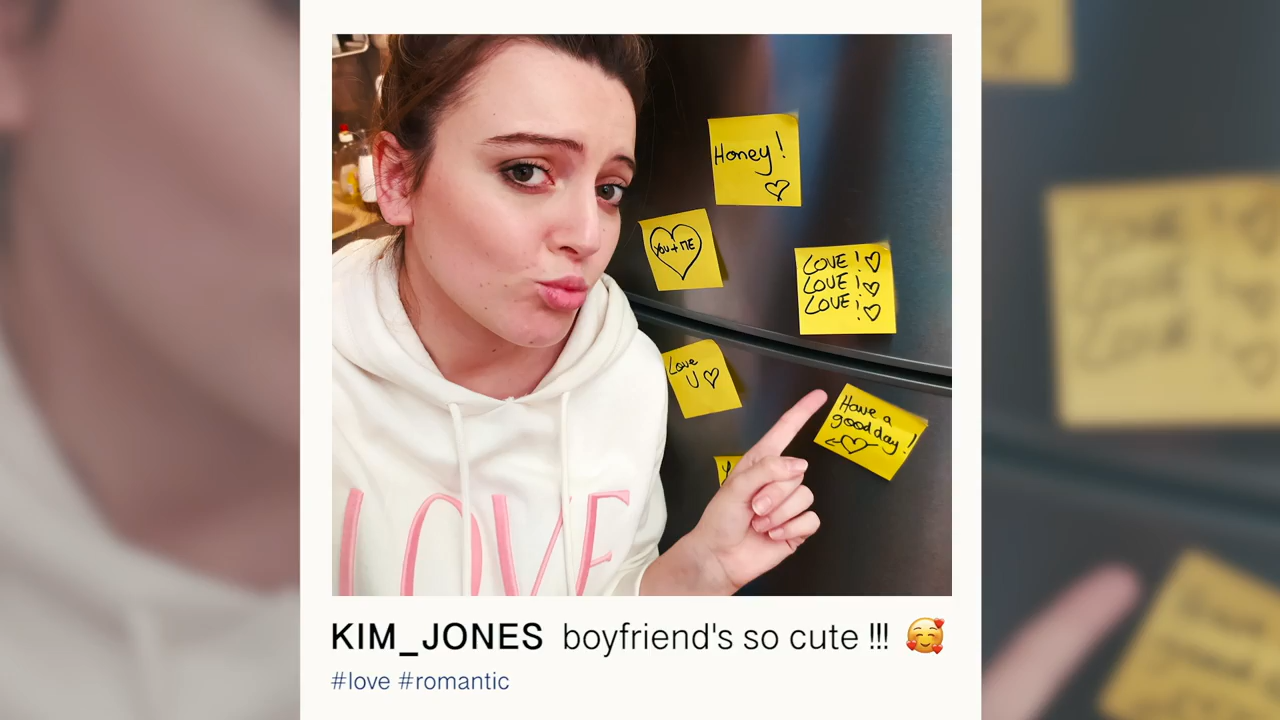 Honey!
YOU + ME
LOVE!
LOVE!
LOVE!
Love
U
Have a
good day!
LOVE
KIM_JONES boyfriend's so cute !!! 🥰
#love #romantic